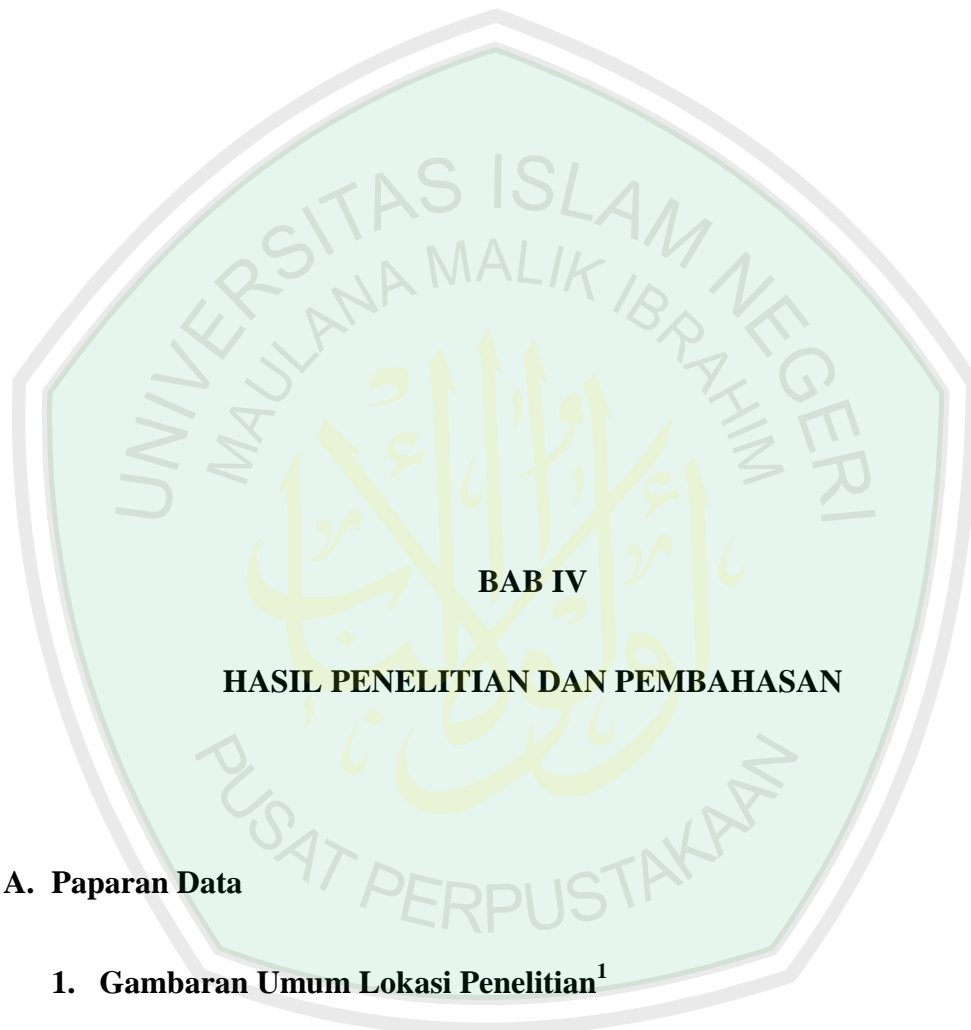 UNIVERSITAS ISLAM NEGERI
MAULANA MALIK IBRAHIM
BAB IV
HASIL PENELITIAN DAN PEMBAHASAN
PUSAT PERPUSTAKAAN
A. Paparan Data
1. Gambaran Umum Lokasi Penelitian¹